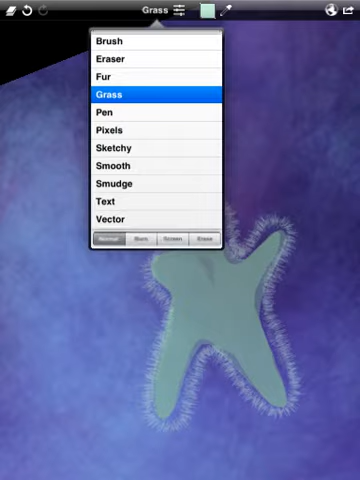 Grass
Brush
Eraser
Fur
Grass
Pen
Pixels
Sketchy
Smooth
Smudge
Text
Vector
Normal Burn Screen Erase